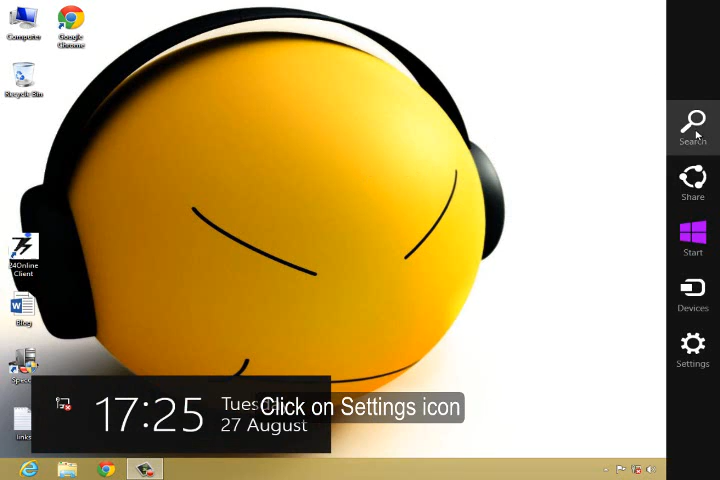 Computer
Google
Chrome
Recycle Bin
24Online
Client
Blog
links
Search
Share
Start
Devices
Settings
17:25
27 August
Click on Settings icon